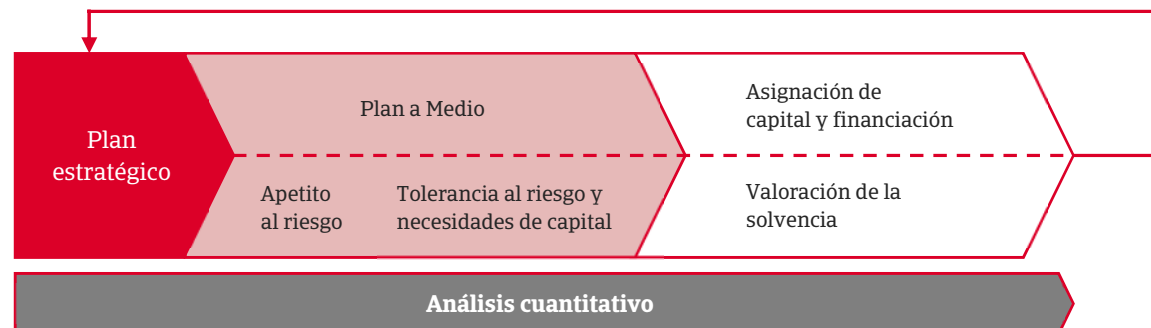 Plan
estratégico
Plan a Medio
Apetito
al riesgo
Tolerancia al riesgo y
necesidades de capital
Asignación de
capital y financiación
Valoración de la
solvencia
Análisis cuantitativo